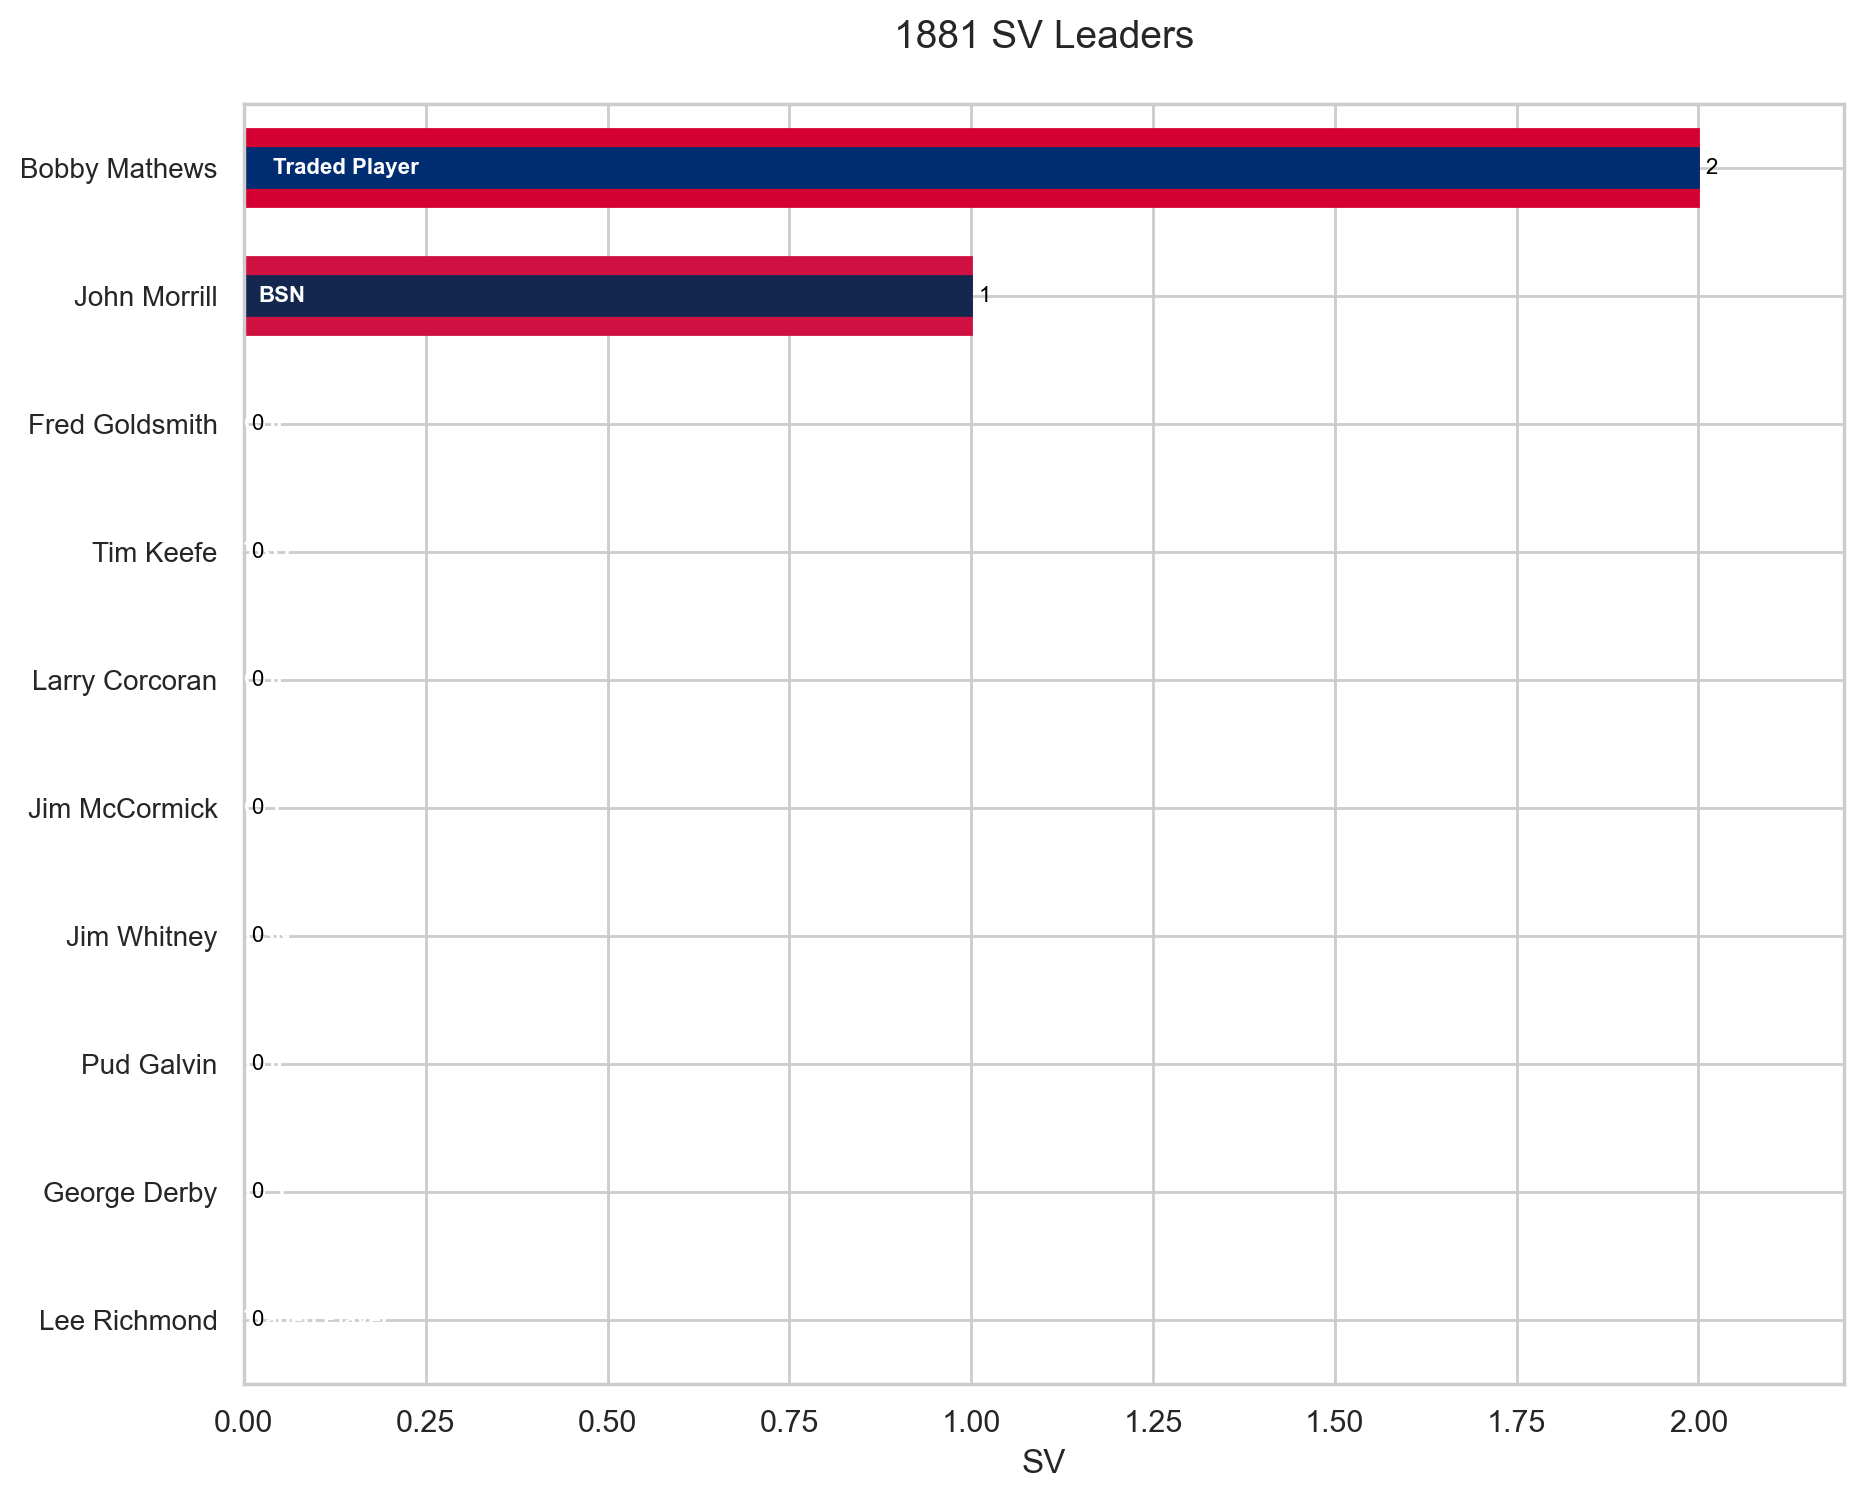 1881 SV Leaders
Bobby Mathews
Traded Player
2
John Morrill
BSN
1
Fred Goldsmith
0
Tim Keefe
0
Larry Corcoran
0
Jim McCormick
0
Jim Whitney
0
Pud Galvin
0
George Derby
0
Lee Richmond
0
0.00 0.25 0.50 0.75 1.00 1.25 1.50 1.75 2.00
SV